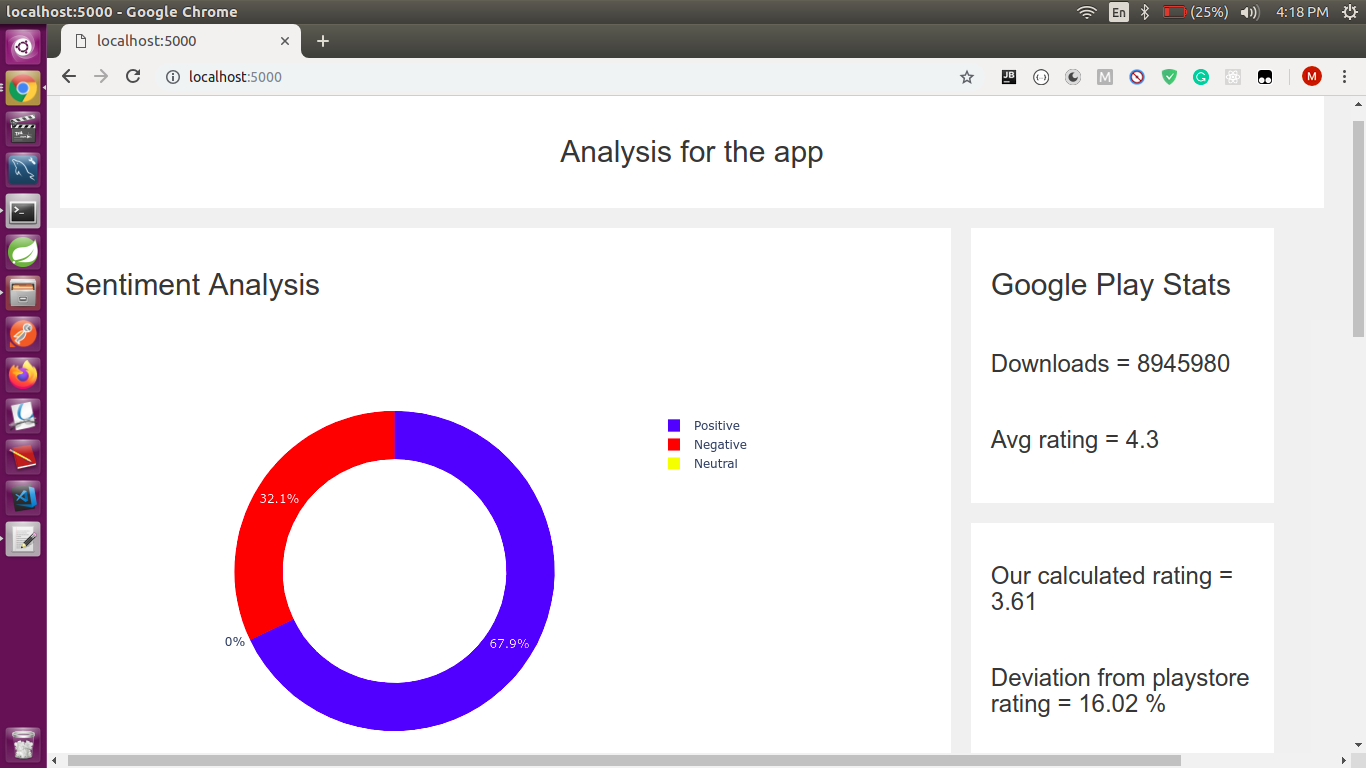 localhost:5000 - Google Chrome
En
(25%)
4:18 PM
localhost:5000
localhost:5000
JB
M
M
Analysis for the app
Sentiment Analysis
Positive
Negative
Neutral
32.1%
0%
67.9%
Google Play Stats
Downloads = 8945980
Avg rating = 4.3
Our calculated rating =
3.61
Deviation from playstore
rating = 16.02 %